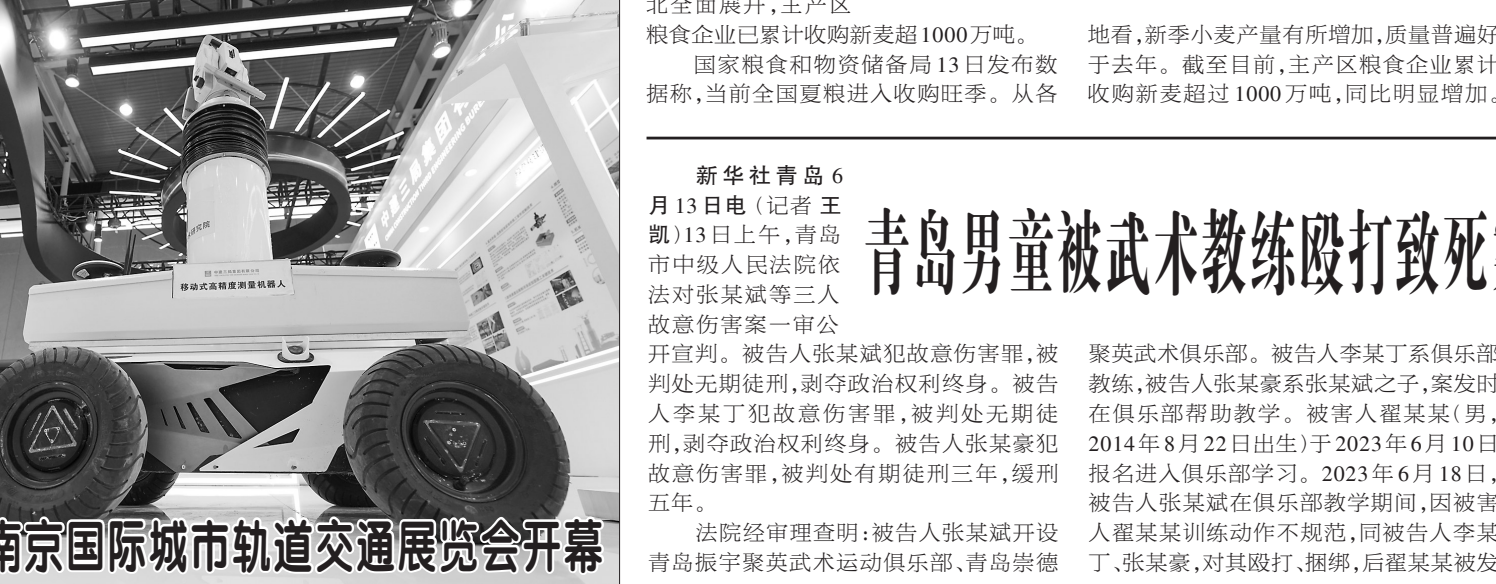 中国三峡集团有限公司
移动式高精度测量机器人
研究院
南京国际城市轨道交通展览会开幕
北全面展开,主产区
粮食企业已累计收购新麦超1000万吨。
国家粮食和物资储备局13日发布数
据称,当前全国夏粮进入收购旺季。从各
地看,新季小麦产量有所增加,质量普遍好
于去年。截至目前,主产区粮食企业累计
收购新麦超过1000万吨,同比明显增加。
青岛男童被武术教练殴打致死
新华社青岛6
月13日电(记者 王
凯)13日上午,青岛
市中级人民法院依
法对张某斌等三人
故意伤害案一审公
开宣判。被告人张某斌犯故意伤害罪,被
判处无期徒刑,剥夺政治权利终身。被告
人李某丁犯故意伤害罪,被判处无期徒
刑,剥夺政治权利终身。被告人张某豪犯
故意伤害罪,被判处有期徒刑三年,缓刑
五年。
法院经审理查明:被告人张某斌开设
青岛振宇聚英武术运动俱乐部、青岛崇德
聚英武术俱乐部。被告人李某丁系俱乐部
教练,被告人张某豪系张某斌之子,案发时
在俱乐部帮助教学。被害人翟某某(男,
2014年8月22日出生)于2023年6月10日
报名进入俱乐部学习。2023年6月18日,
被告人张某斌在俱乐部教学期间,因被害
人翟某某训练动作不规范,同被告人李某
丁、张某豪,对其殴打、捆绑,后翟某某被发